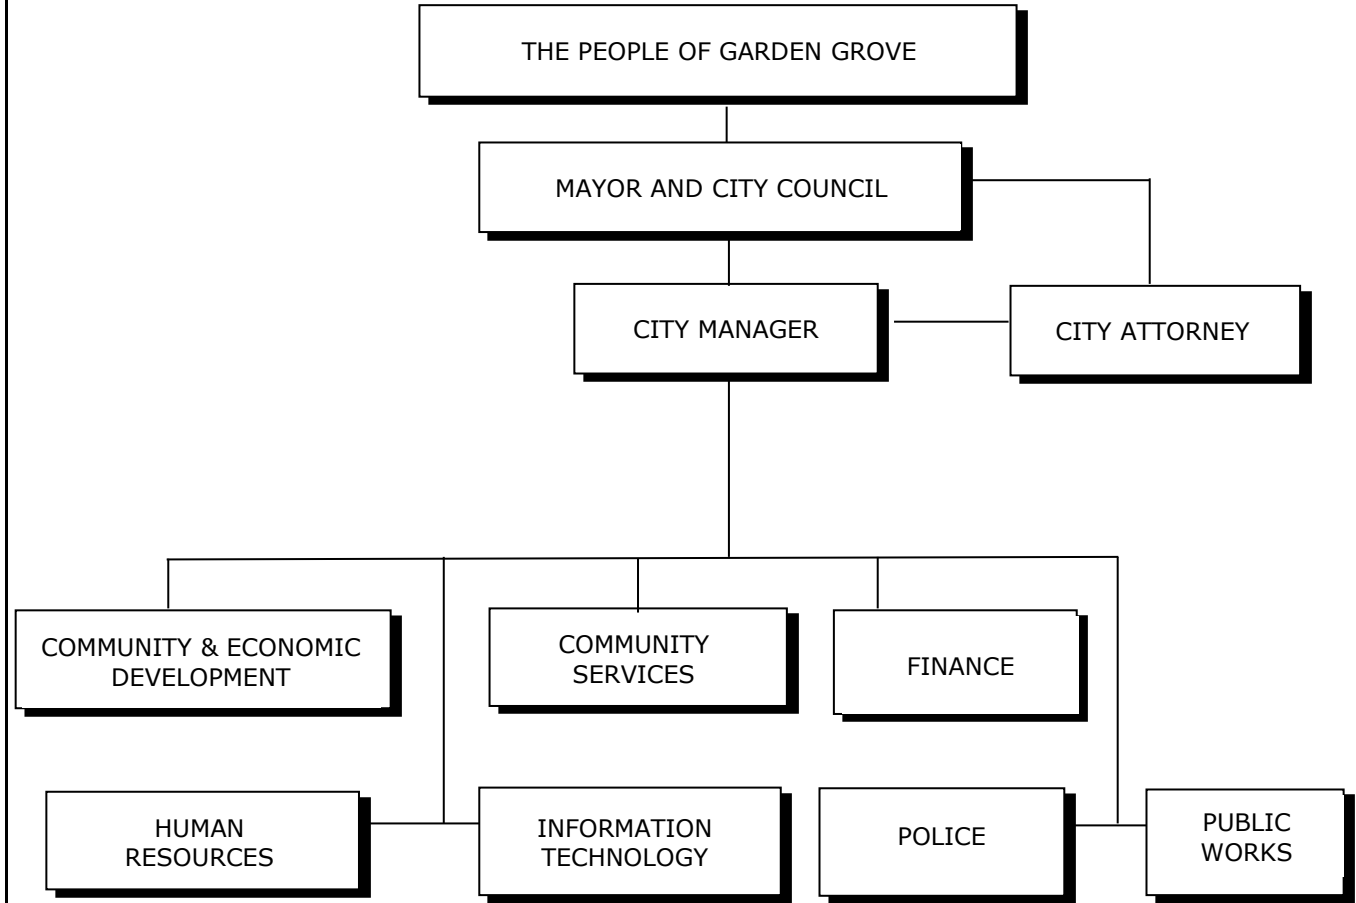 THE PEOPLE OF GARDEN GROVE
MAYOR AND CITY COUNCIL
CITY MANAGER
CITY ATTORNEY
COMMUNITY & ECONOMIC
DEVELOPMENT
COMMUNITY
SERVICES
FINANCE
HUMAN
RESOURCES
INFORMATION
TECHNOLOGY
POLICE
PUBLIC
WORKS